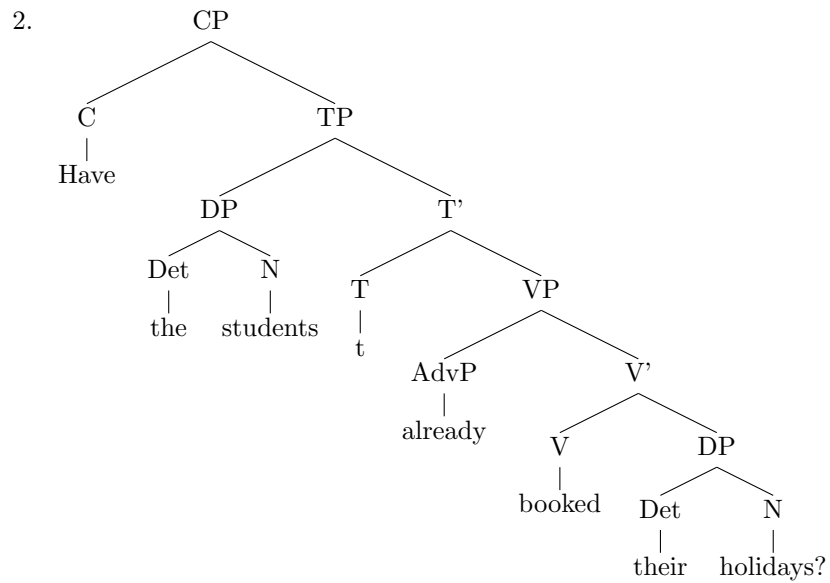 2. CP
C TP
Have
DP T'
Det N T VP
the students t
AdvP V'
already V DP
booked Det N
their holidays?